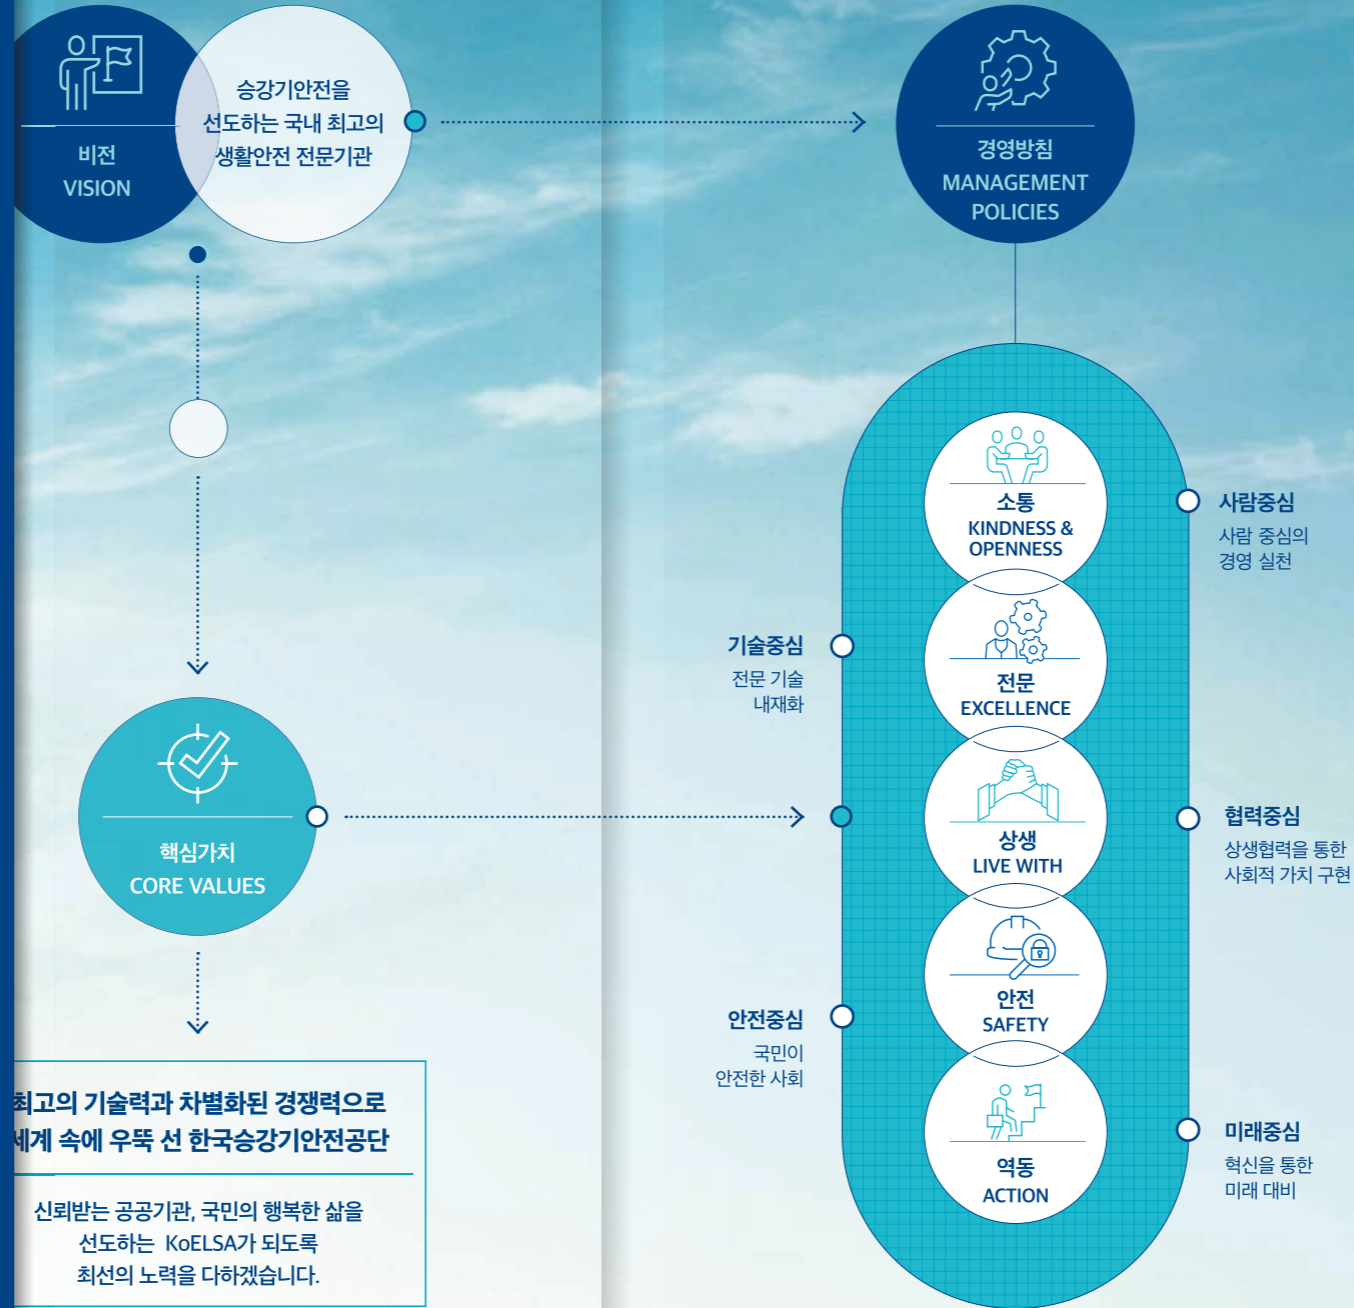 비전
VISION
승강기안전을
선도하는 국내 최고의
생활안전 전문기관
경영방침
MANAGEMENT
POLICIES
소통
KINDNESS &
OPENNESS
사람중심
사람 중심의
경영 실천
전문
EXCELLENCE
기술중심
전문 기술
내재화
핵심가치
CORE VALUES
상생
LIVE WITH
협력중심
상생협력을 통한
사회적 가치 구현
안전
SAFETY
안전중심
국민이
안전한 사회
역동
ACTION
미래중심
혁신을 통한
미래 대비
최고의 기술력과 차별화된 경쟁력으로
세계 속에 우뚝 선 한국승강기안전공단
신뢰받는 공공기관, 국민의 행복한 삶을
선도하는 KoELSA가 되도록
최선의 노력을 다하겠습니다.